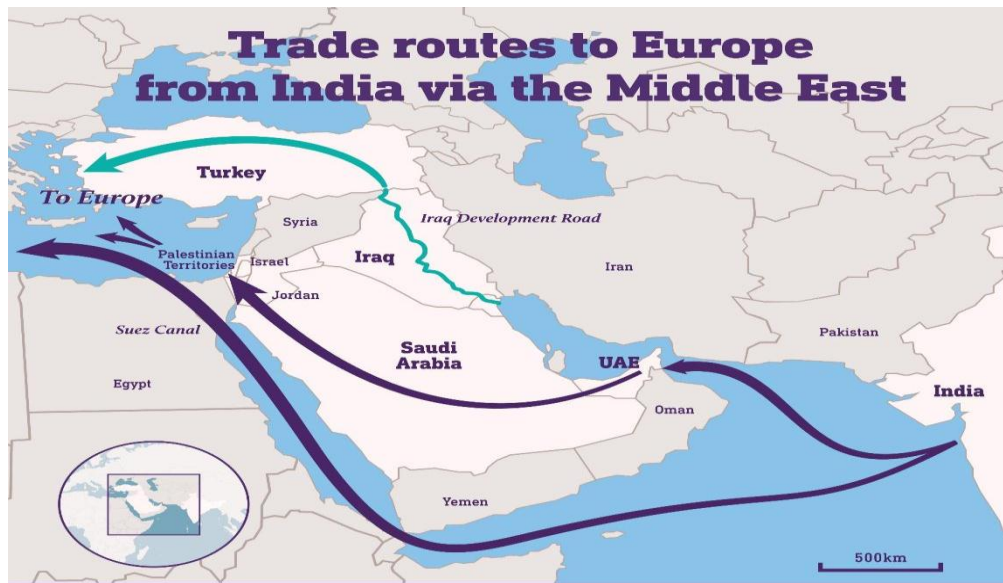 Trade routes to Europe
from India via the Middle East
Turkey
To Europe
Syria
Iraq Development Road
Palestinian
Territories
Israel
Iraq
Iran
Jordan
Suez Canal
Pakistan
Saudi
Arabia
UAE
Egypt
India
Oman
Yemen
500km